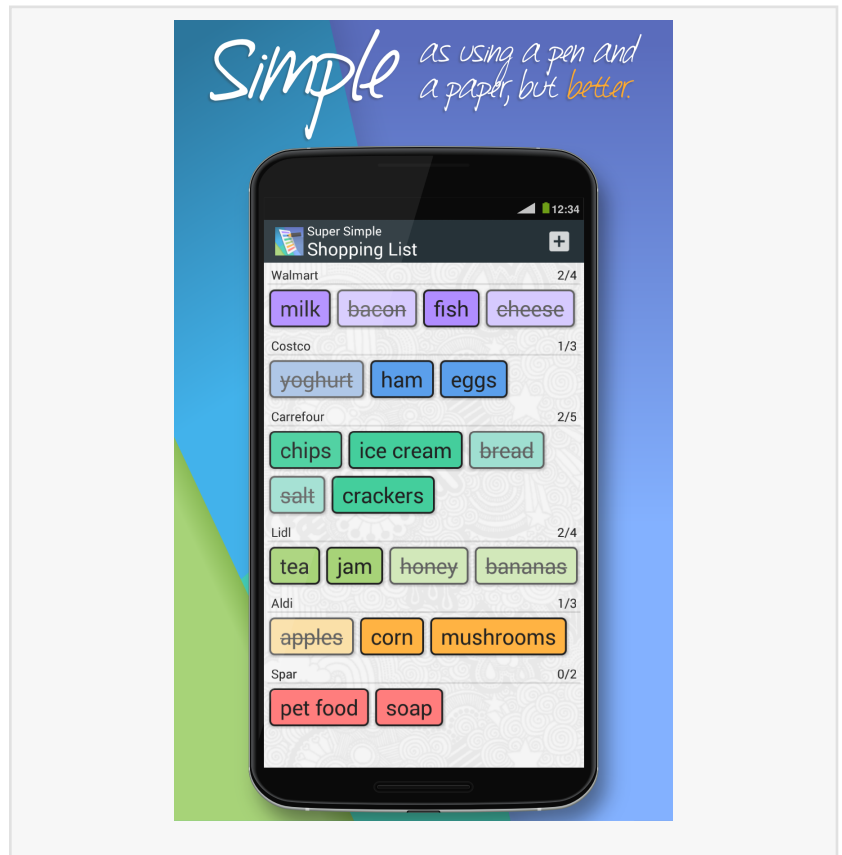 Simple as using a pen and
a paper, but better.
12:34
Super Simple
Shopping List
Walmart 2/4
milk bacon fish cheese
Costco 1/3
yoghurt ham eggs
Carrefour 2/5
chips ice cream bread
salt crackers
Lidl 2/4
tea jam honey bananas
Aldi 1/3
apples corn mushrooms
Spar 0/2
pet food soap